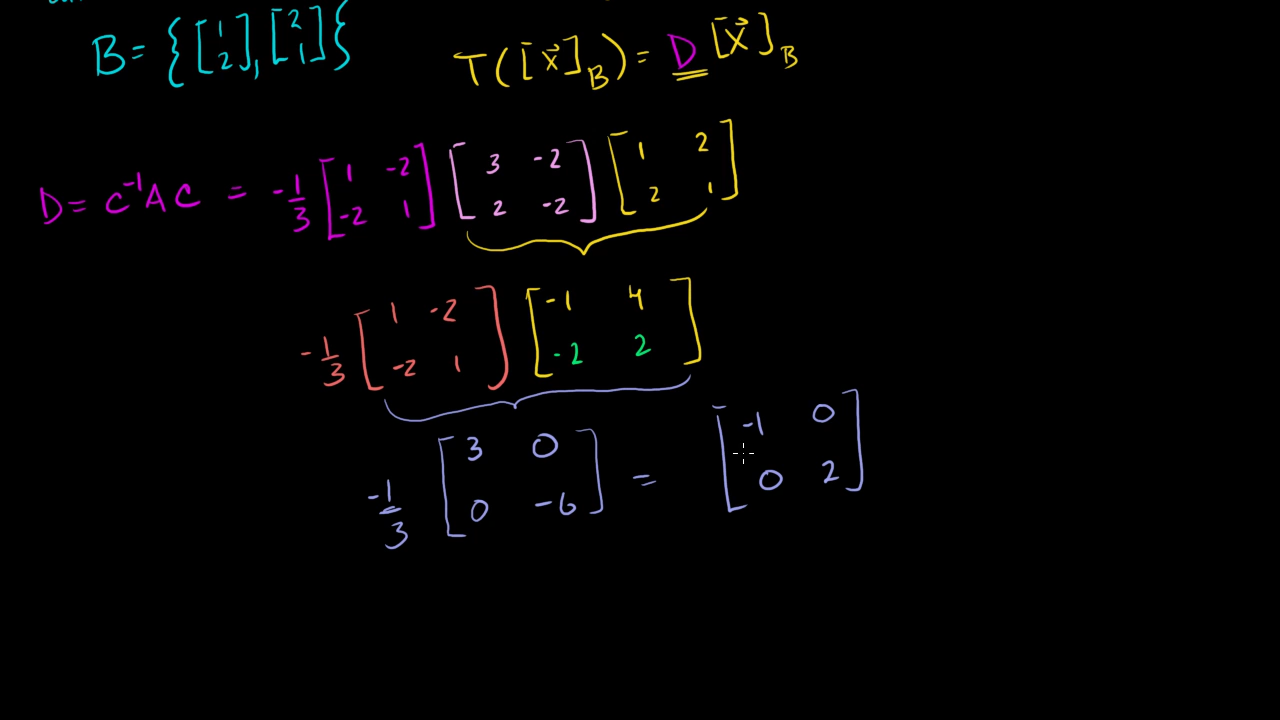 B = { [1 2], [2 1] }
T([x⃗]_B) = D [x⃗]_B
D = C⁻¹AC = -1/3 [1 -2; -2 1] [3 -2; 2 -2] [1 2; 2 1]
-1/3 [1 -2; -2 1] [-1 4; -2 2]
-1/3 [3 0; 0 -6] = [-1 0; 0 2]